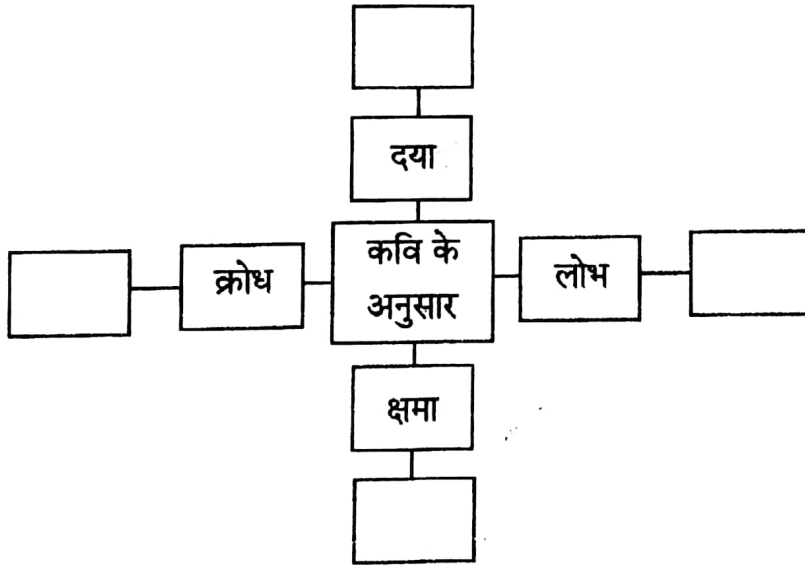 दया
क्रोध
कवि के
अनुसार
लोभ
क्षमा